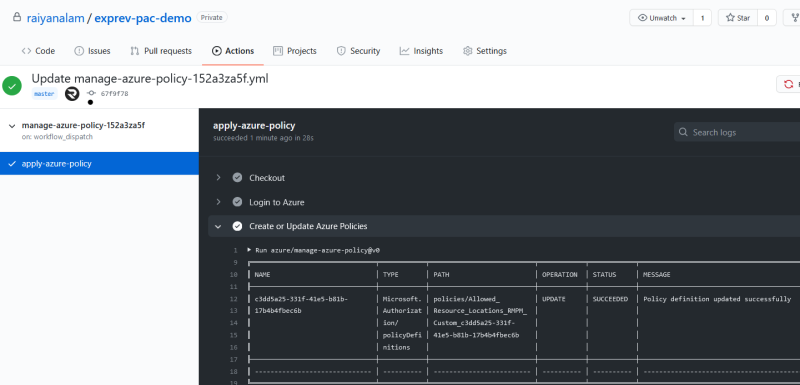 raiyanalam / exprev-pac-demo Private
Unwatch 1 Star 0
Code Issues Pull requests Actions Projects Security Insights Settings
Update manage-azure-policy-152a3za5f.yml
master 67f9f78
manage-azure-policy-152a3za5f
on: workflow_dispatch
apply-azure-policy
apply-azure-policy
succeeded 1 minute ago in 28s
Search logs
Checkout
Login to Azure
Create or Update Azure Policies
1 Run azure/manage-azure-policy@v0
9
10 | NAME | TYPE | PATH | OPERATION | STATUS | MESSAGE
11
12 | c3dd5a25-331f-41e5-b81b- | Microsoft. | policies/Allowed_ | UPDATE | SUCCEEDED | Policy definition updated successfully
13 | 17b4b4fbec6b | Authorizat | Resource_Locations_RMPM_ | | |
14 | | ion/ | Custom_c3dd5a25-331f- | | |
15 | | policyDefi | 41e5-b81b-17b4b4fbec6b | | |
16 | | nitions | | | |
17
18 | ----------------------------- | ---------- | ------------------------ | ---------- | ---------- | ---------------------------------------
19